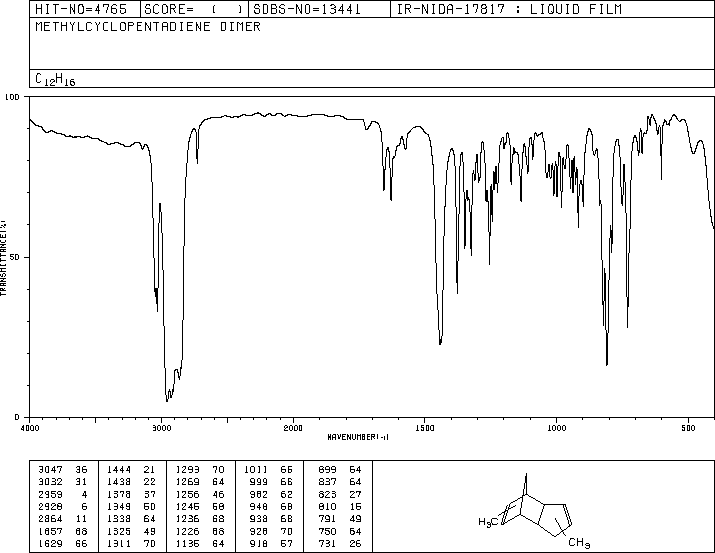 HIT-NO=4765 SCORE= ( ) SDBS-NO=13441 IR-NIDA-17817 : LIQUID FILM
METHYLCYCLOPENTADIENE DIMER
C12H16
100
50
0
TRANSMITTANCE(%)
4000 3000 2000 1500 1000 500
WAVENUMBER(-1)
3047 36 1444 21 1293 70 1011 66 899 64
3032 31 1438 22 1269 64 999 66 837 64
2959 4 1378 37 1256 46 982 62 823 27
2928 6 1349 50 1245 60 948 68 810 15
2864 11 1338 64 1236 68 938 68 791 49
1657 68 1325 49 1226 68 928 70 750 64
1629 66 1311 70 1135 64 918 57 731 26
H3C
CH3